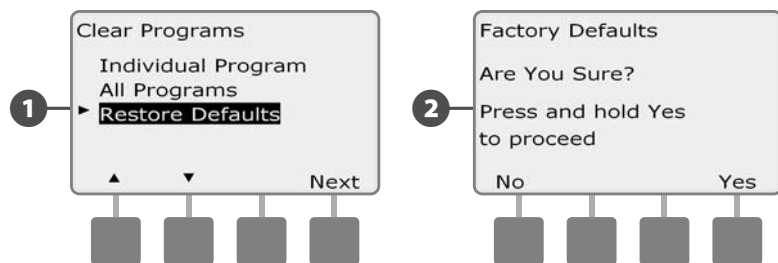 Clear Programs
Individual Program
All Programs
1
► Restore Defaults
▲ ▼ Next
Factory Defaults
Are You Sure?
2
Press and hold Yes
to proceed
No Yes